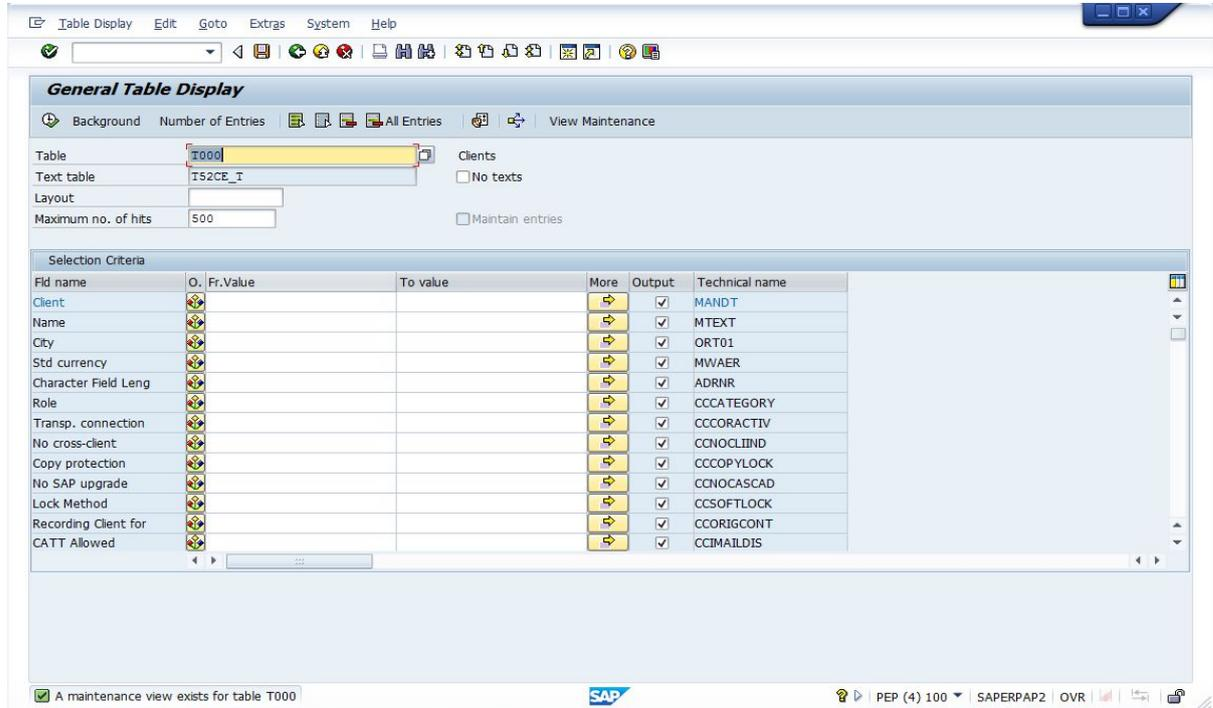 Table Display Edit Goto Extras System Help
General Table Display
Background Number of Entries All Entries View Maintenance
Table T000 Clients
Text table T52CE_T No texts
Layout
Maximum no. of hits 500 Maintain entries
Selection Criteria
Fld name O. Fr.Value To value More Output Technical name
Client MANDT
Name MTEXT
City ORT01
Std currency MWAER
Character Field Leng ADRNR
Role CCCATEGORY
Transp. connection CCCORACTIV
No cross-client CCNOCLIIND
Copy protection CCCOPYLOCK
No SAP upgrade CCNOCASCAD
Lock Method CCSOFTLOCK
Recording Client for CCORIGCONT
CATT Allowed CCIMAILDIS
A maintenance view exists for table T000 SAP PEP (4) 100 SAPERPAP2 OVR